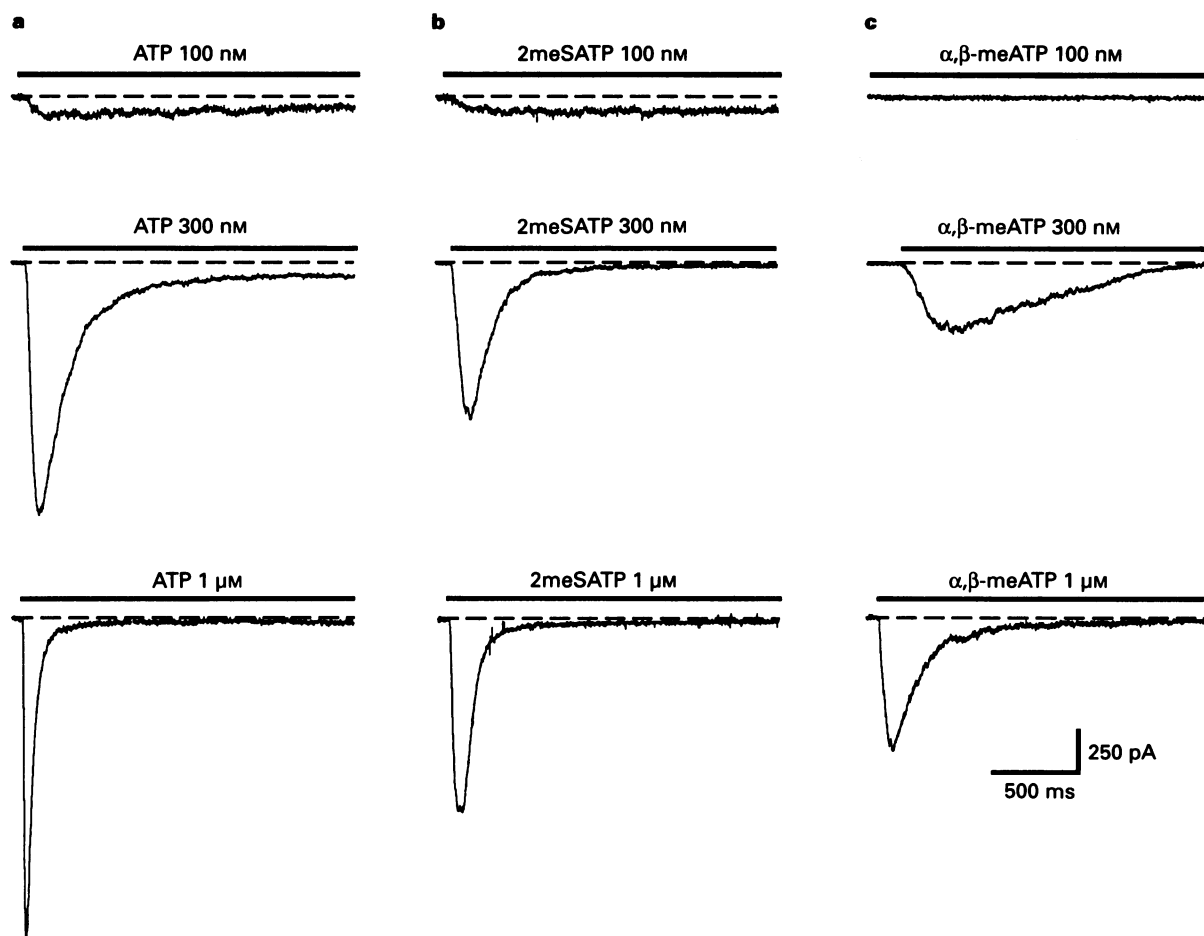 a
b
c
ATP 100 nM
2meSATP 100 nM
α,β-meATP 100 nM
ATP 300 nM
2meSATP 300 nM
α,β-meATP 300 nM
ATP 1 μM
2meSATP 1 μM
α,β-meATP 1 μM
250 pA
500 ms